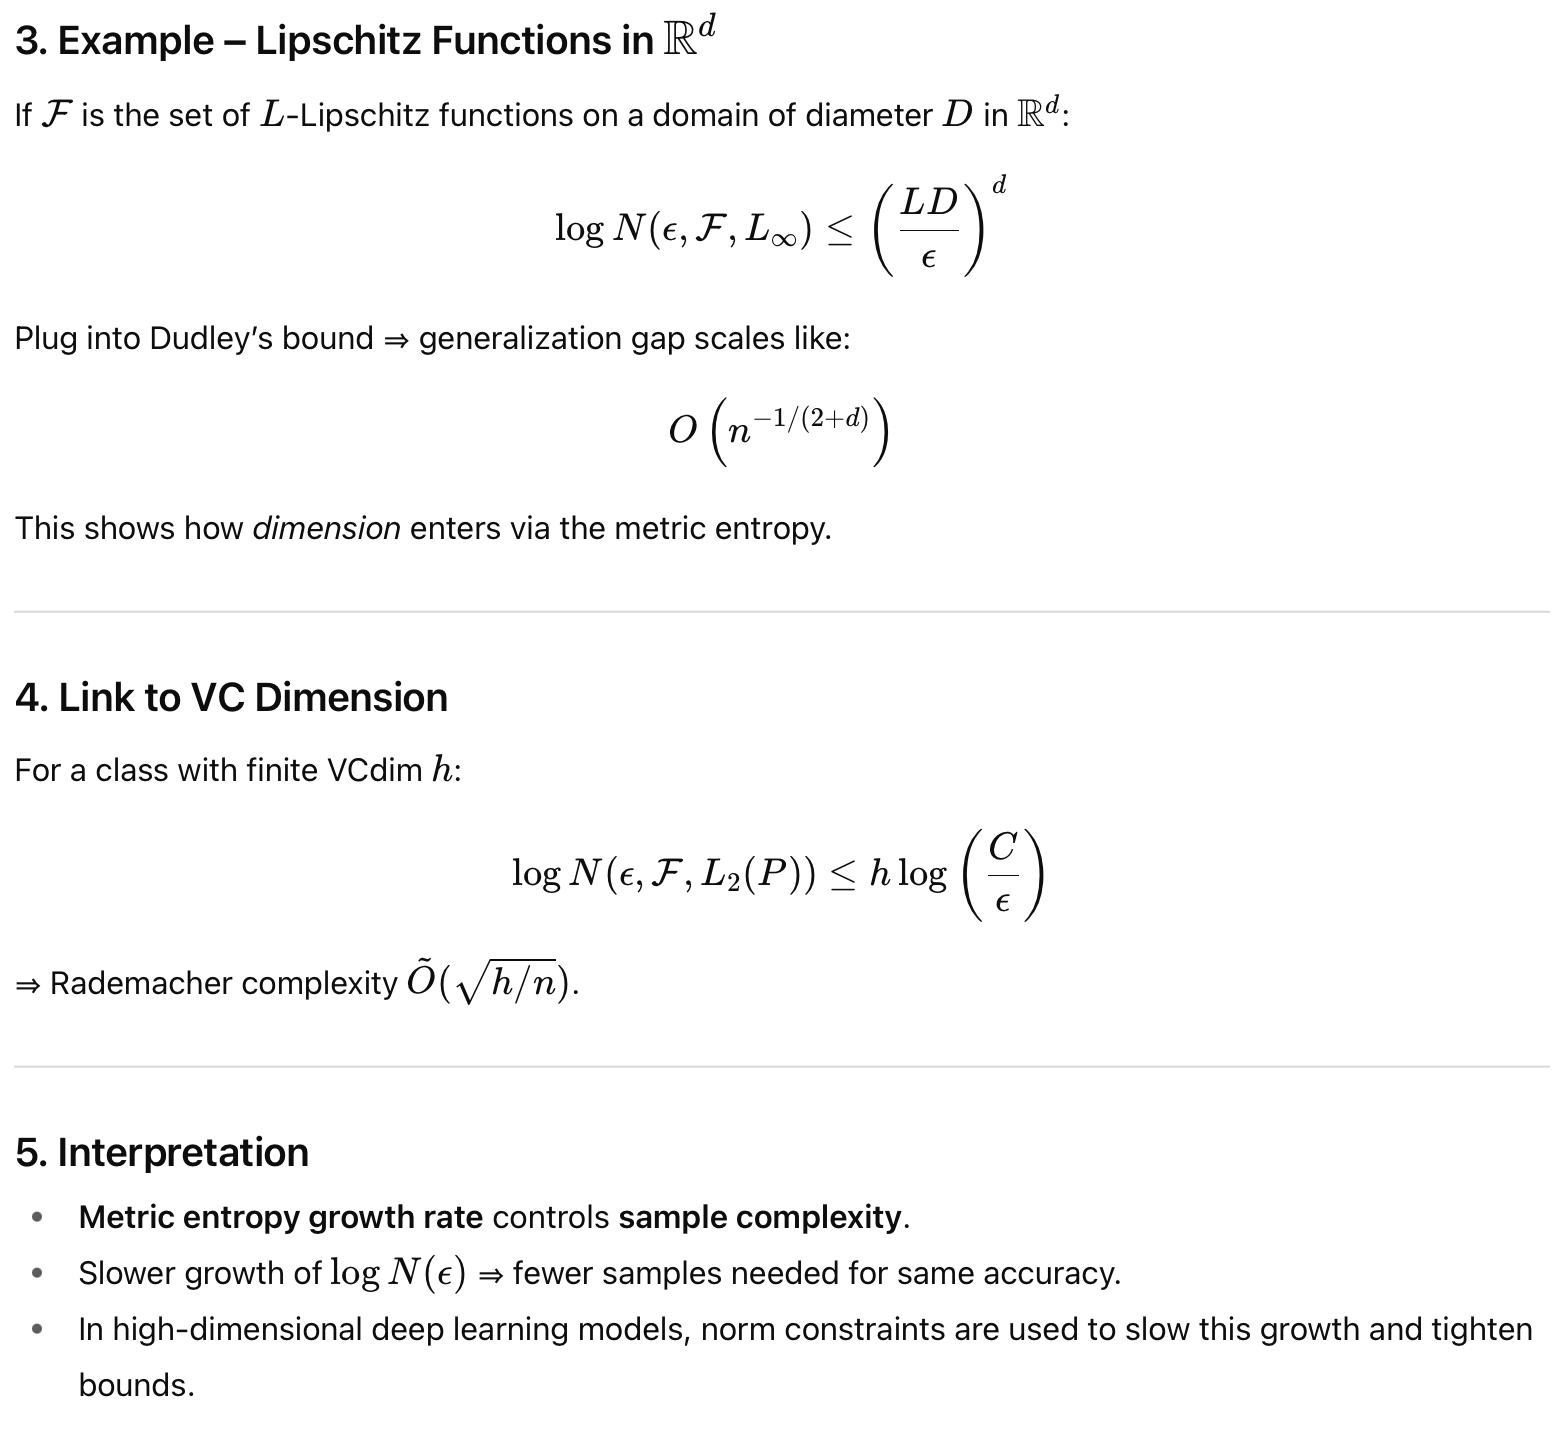 3. Example – Lipschitz Functions in $\mathbb{R}^d$
If $\mathcal{F}$ is the set of $L$-Lipschitz functions on a domain of diameter $D$ in $\mathbb{R}^d$:
$\log N(\epsilon, \mathcal{F}, L_\infty) \leq \left(\frac{LD}{\epsilon}\right)^d$
Plug into Dudley’s bound ⇒ generalization gap scales like:
$O\left(n^{-1/(2+d)}\right)$
This shows how dimension enters via the metric entropy.
4. Link to VC Dimension
For a class with finite VCdim $h$:
$\log N(\epsilon, \mathcal{F}, L_2(P)) \leq h \log\left(\frac{C}{\epsilon}\right)$
⇒ Rademacher complexity $\tilde{O}(\sqrt{h/n})$.
5. Interpretation
• Metric entropy growth rate controls sample complexity.
• Slower growth of $\log N(\epsilon)$ ⇒ fewer samples needed for same accuracy.
• In high-dimensional deep learning models, norm constraints are used to slow this growth and tighten
bounds.